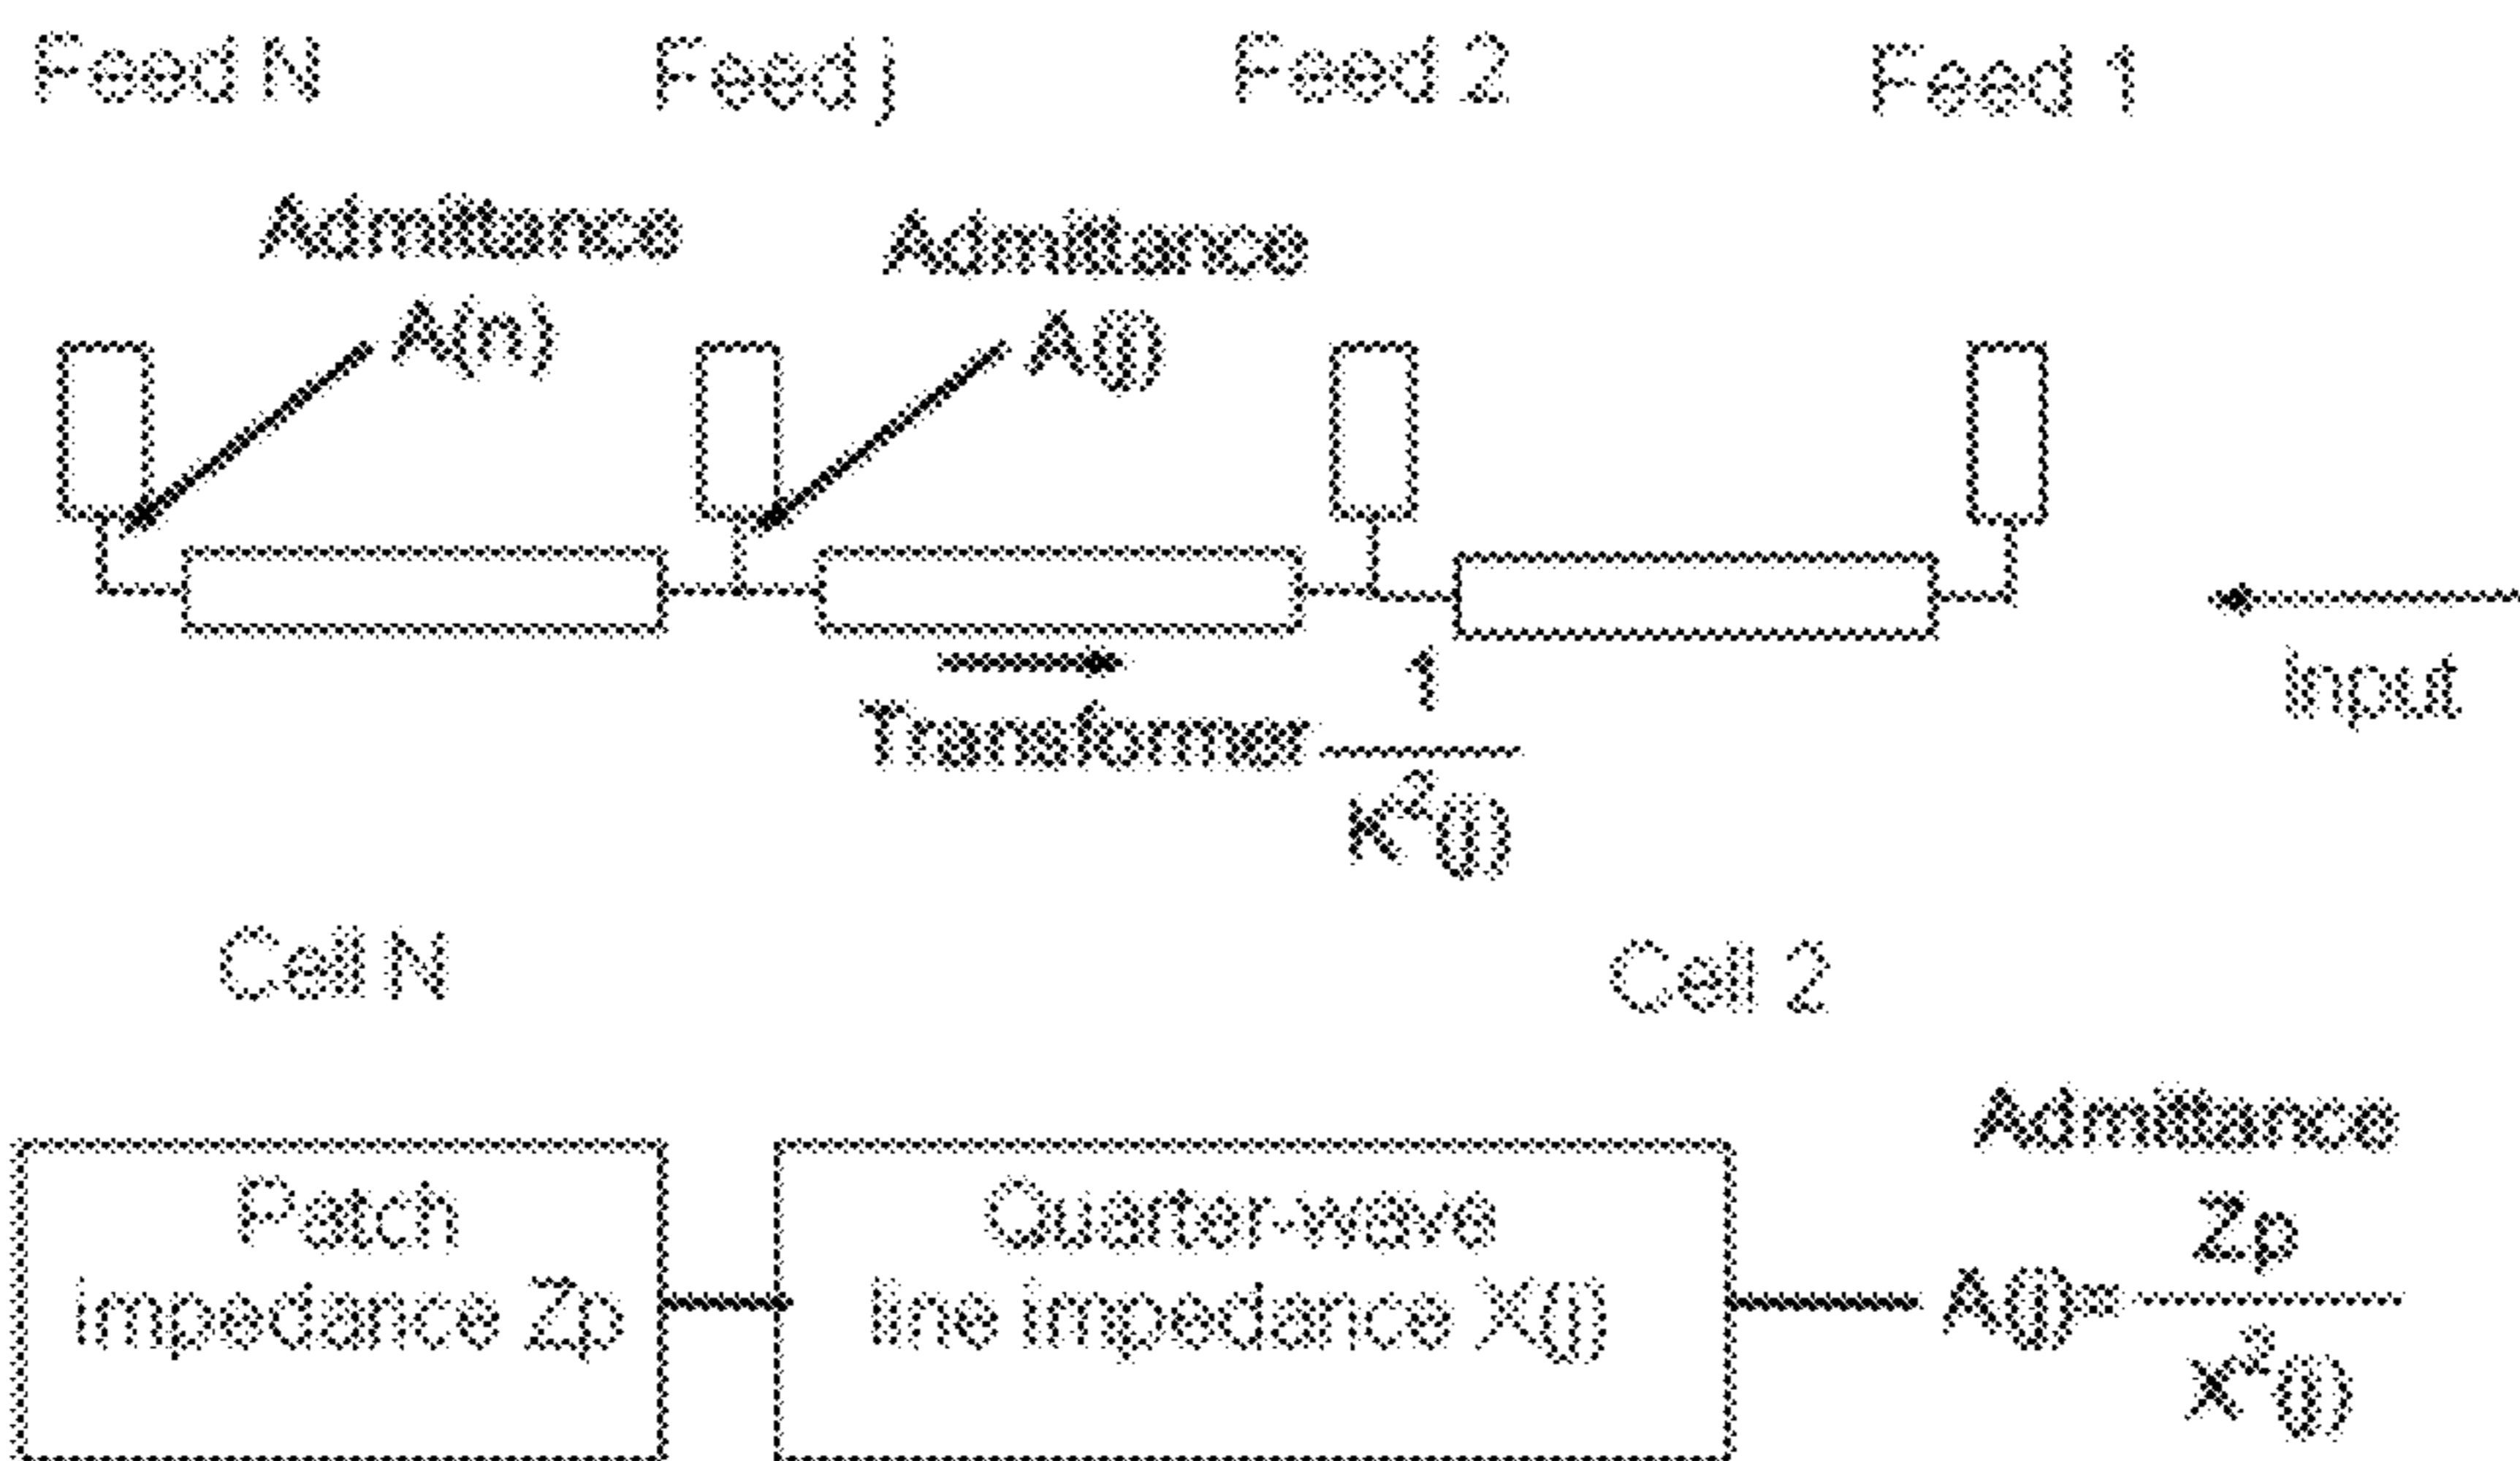 Feed N Feed j Feed 2 Feed 1
Admittance Admittance
A(n) A(j)
Input
1
Transformer
K²(j)
Cell N Cell 2
Admittance
Patch Quarter-wave Zp
impedance Zp line impedance X(j) A(j)=
X²(j)